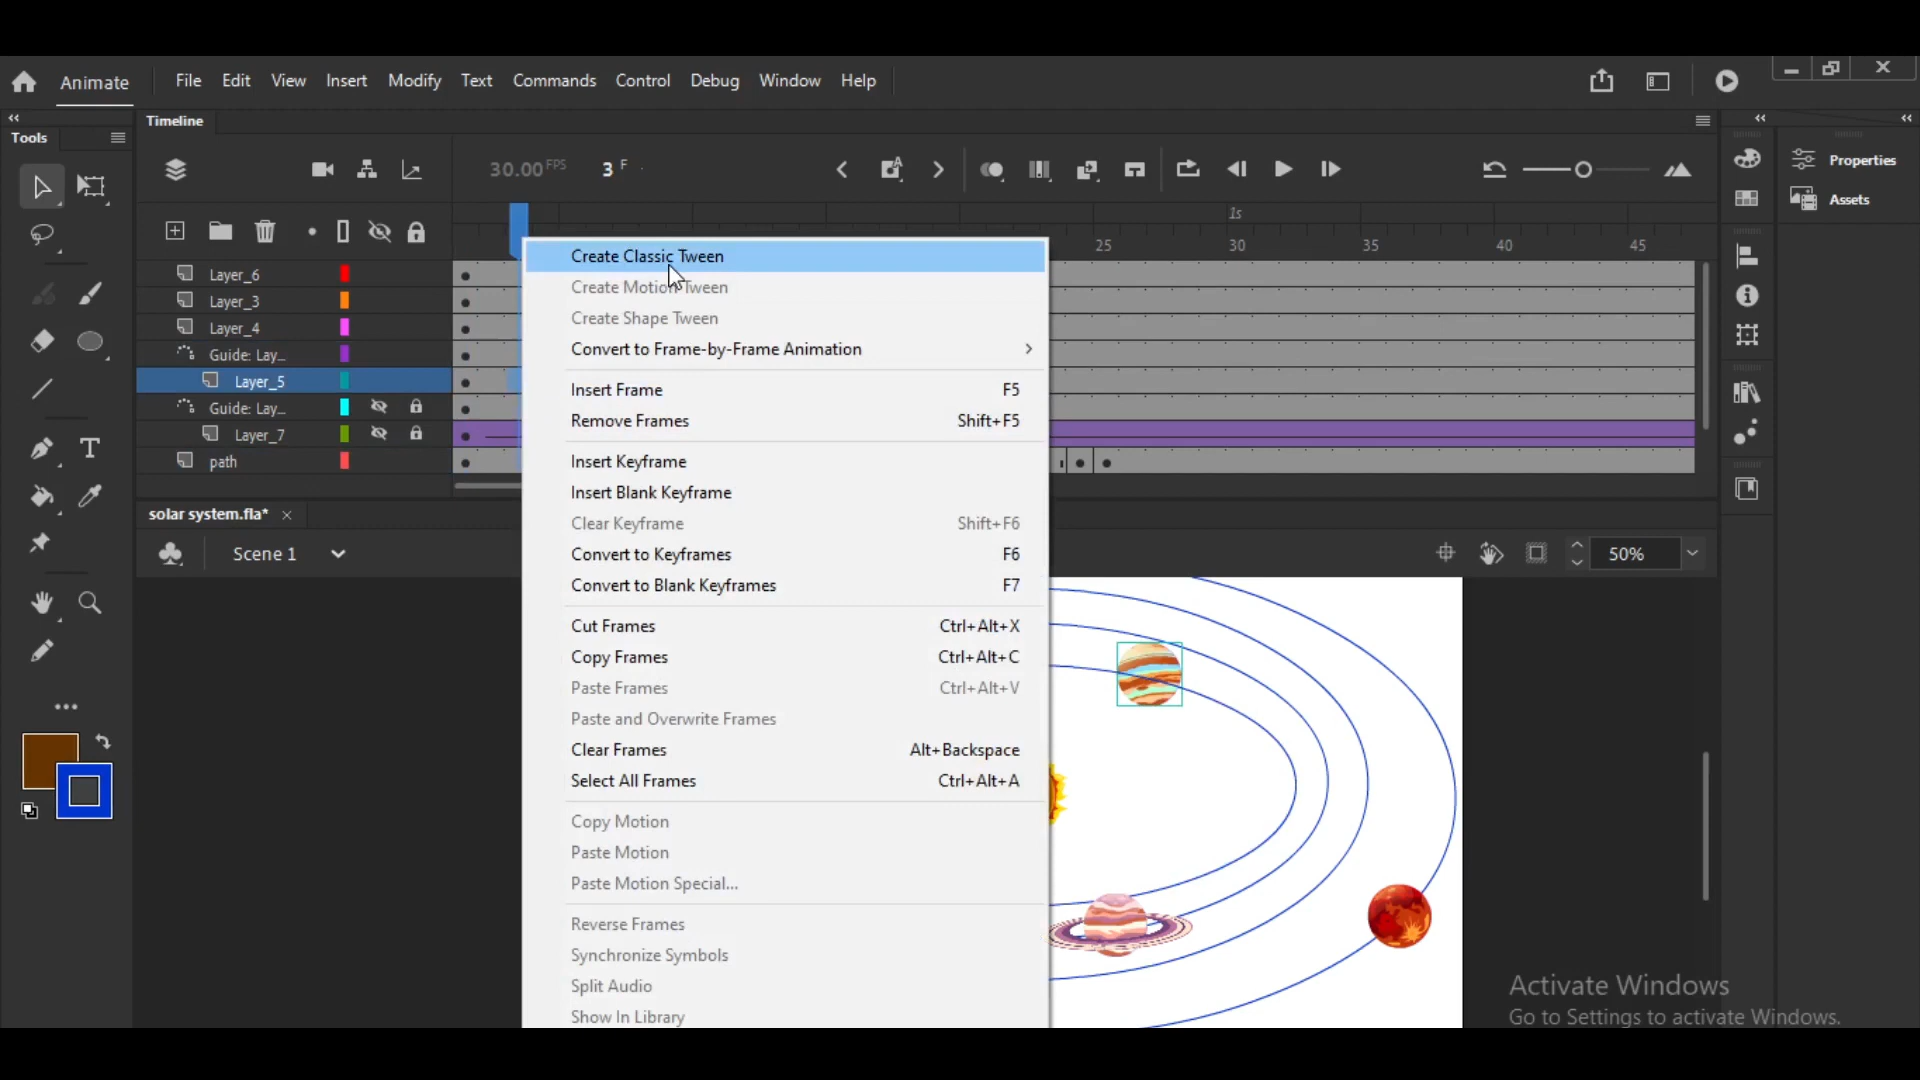 Animate File Edit View Insert Modify Text Commands Control Debug Window Help
Tools
Timeline
30.00 FPS 3 F
Properties
Assets
1s
25 30 35 40 45
Layer_6
Layer_3
Layer_4
Guide: Lay...
Layer_5
Guide: Lay...
Layer_7
path
Create Classic Tween
Create Motion Tween
Create Shape Tween
Convert to Frame-by-Frame Animation
Insert Frame F5
Remove Frames Shift+F5
Insert Keyframe
Insert Blank Keyframe
Clear Keyframe Shift+F6
Convert to Keyframes F6
Convert to Blank Keyframes F7
Cut Frames Ctrl+Alt+X
Copy Frames Ctrl+Alt+C
Paste Frames Ctrl+Alt+V
Paste and Overwrite Frames
Clear Frames Alt+Backspace
Select All Frames Ctrl+Alt+A
Copy Motion
Paste Motion
Paste Motion Special...
Reverse Frames
Synchronize Symbols
Split Audio
Show In Library
solar system.fla*
Scene 1
50%
Activate Windows
Go to Settings to activate Windows.